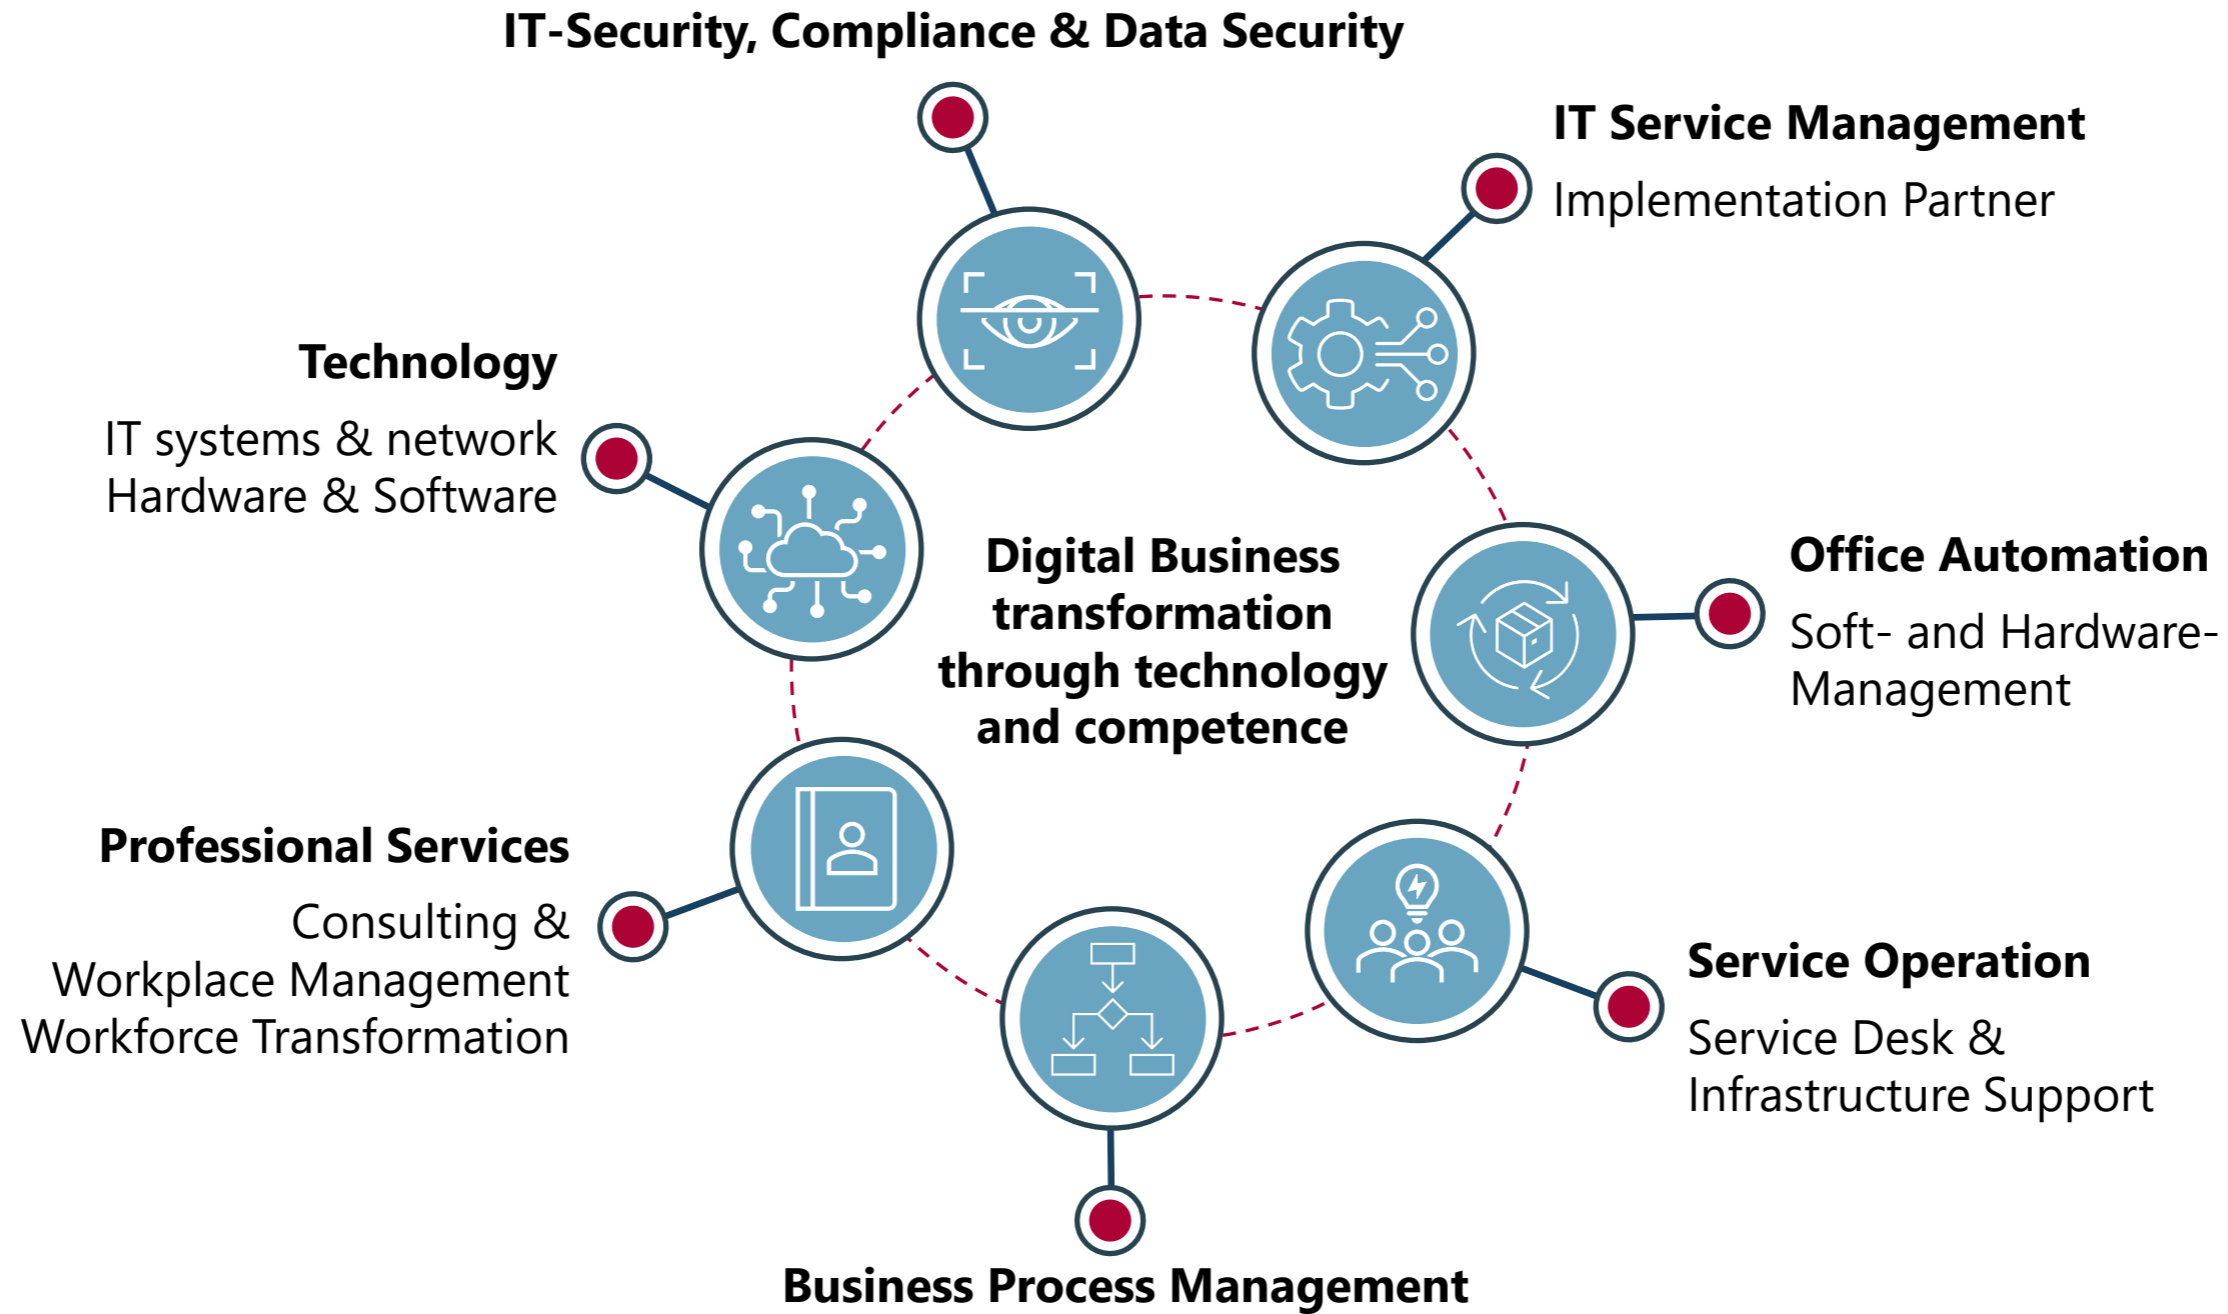 IT-Security, Compliance & Data Security
IT Service Management
Implementation Partner
Technology
IT systems & network
Hardware & Software
Digital Business
transformation
through technology
and competence
Office Automation
Soft- and Hardware-
Management
Professional Services
Consulting &
Workplace Management
Workforce Transformation
Service Operation
Service Desk &
Infrastructure Support
Business Process Management